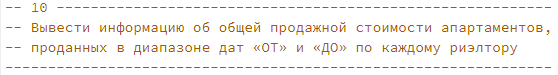 -- 10 --------------------------------------------------------------
-- Вывести информацию об общей продажной стоимости апартаментов,
-- проданных в диапазоне дат «ОТ» и «ДО» по каждому риэлтору
--------------------------------------------------------------------